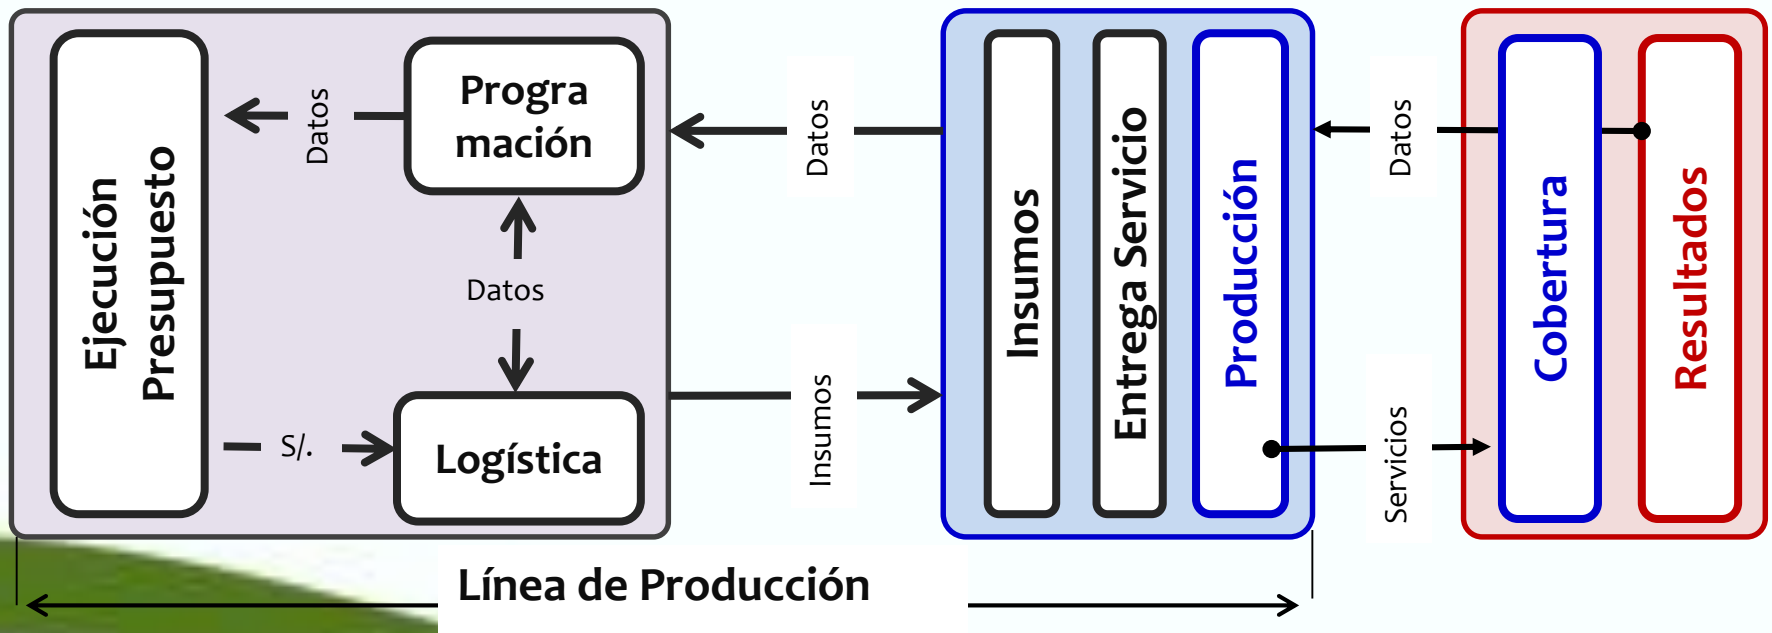 Ejecución
Presupuesto
Datos
Progra
mación
Datos
S/.
Logística
Datos
Insumos
Insumos
Entrega Servicio
Producción
Datos
Servicios
Cobertura
Resultados
Línea de Producción